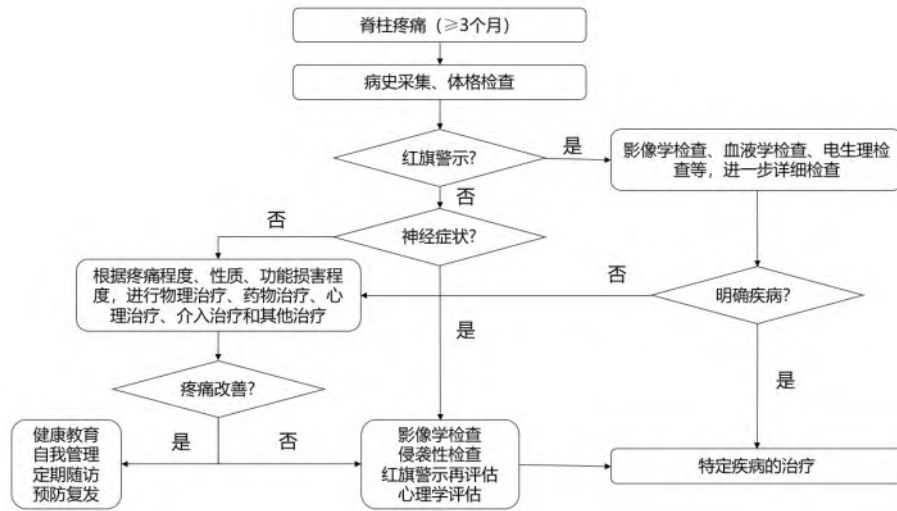 脊柱疼痛（≥3个月）
病史采集、体格检查
红旗警示?
是
影像学检查、血液学检查、电生理检
查等，进一步详细检查
否
否
神经症状?
根据疼痛程度、性质、功能损害程
度，进行物理治疗、药物治疗、心
理治疗、介入治疗和其他治疗
否
明确疾病?
是
疼痛改善?
是
健康教育
自我管理
定期随访
预防复发
是
否
影像学检查
侵袭性检查
红旗警示再评估
心理学评估
特定疾病的治疗